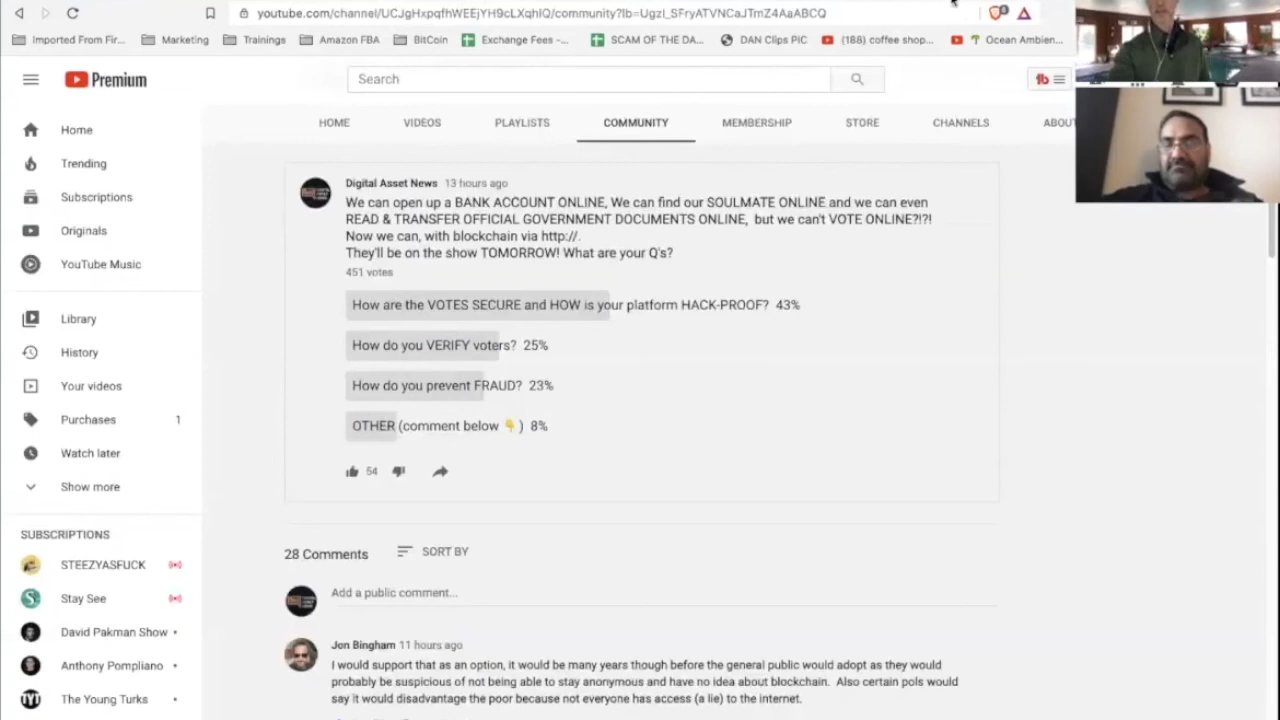 youtube.com/channel/UCJgHxpqfhWEEjYH9cLXqhIQ/community?lb=UgzI_SFryATVNCaJTmZ4AaABCQ
Imported From Fir... Marketing Trainings Amazon FBA BitCoin Exchange Fees -... SCAM OF THE DA... DAN Clips PIC (188) coffee shop... Ocean Ambien...
Premium
Search
tb
HOME VIDEOS PLAYLISTS COMMUNITY MEMBERSHIP STORE CHANNELS ABOU
Home
Trending
Subscriptions
Originals
YouTube Music
Library
History
Your videos
Purchases 1
Watch later
Show more
SUBSCRIPTIONS
STEEZYASFUCK
Stay See
David Pakman Show
Anthony Pompliano
TYT The Young Turks
Digital Asset News 13 hours ago
We can open up a BANK ACCOUNT ONLINE, We can find our SOULMATE ONLINE and we can even
READ & TRANSFER OFFICIAL GOVERNMENT DOCUMENTS ONLINE, but we can't VOTE ONLINE?!?!
Now we can, with blockchain via http://.
They'll be on the show TOMORROW! What are your Q's?
451 votes
How are the VOTES SECURE and HOW is your platform HACK-PROOF? 43%
How do you VERIFY voters? 25%
How do you prevent FRAUD? 23%
OTHER (comment below 👇) 8%
54
28 Comments SORT BY
Add a public comment...
Jon Bingham 11 hours ago
I would support that as an option, it would be many years though before the general public would adopt as they would
probably be suspicious of not being able to stay anonymous and have no idea about blockchain. Also certain pols would
say it would disadvantage the poor because not everyone has access (a lie) to the internet.